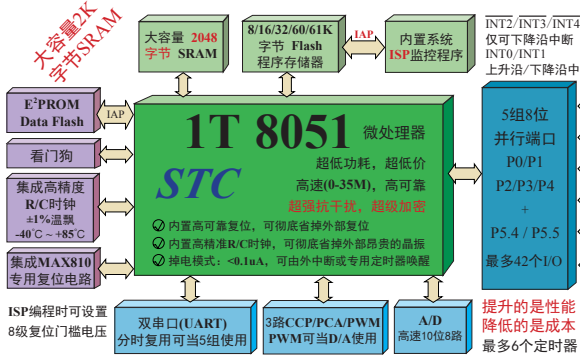 大容量2K
字节SRAM
大容量 2048
字节 SRAM
8/16/32/60/61K
字节 Flash
程序存储器
IAP
内置系统
ISP监控程序
INT2/INT3/INT4
仅可下降沿中断
INT0/INT1
上升沿/下降沿中
E²PROM
Data Flash
IAP
看门狗
集成高精度
R/C时钟
±1%温飘
-40℃~+85℃
集成MAX810
专用复位电路
1T 8051 微处理器
STC
超低功耗，超低价
高速(0-35M)，高可靠
超强抗干扰，超级加密
内置高可靠复位，可彻底省掉外部复位
内置高精准R/C时钟，可彻底省掉外部昂贵的晶振
掉电模式：<0.1uA，可由外中断或专用定时器唤醒
5组8位
并行端口
P0/P1
P2/P3/P4
+
P5.4 / P5.5
最多42个I/O
ISP编程时可设置
8级复位门槛电压
双串口(UART)
分时复用可当5组使用
3路CCP/PCA/PWM
PWM可当D/A使用
A/D
高速10位8路
提升的是性能
降低的是成本
最多6个定时器